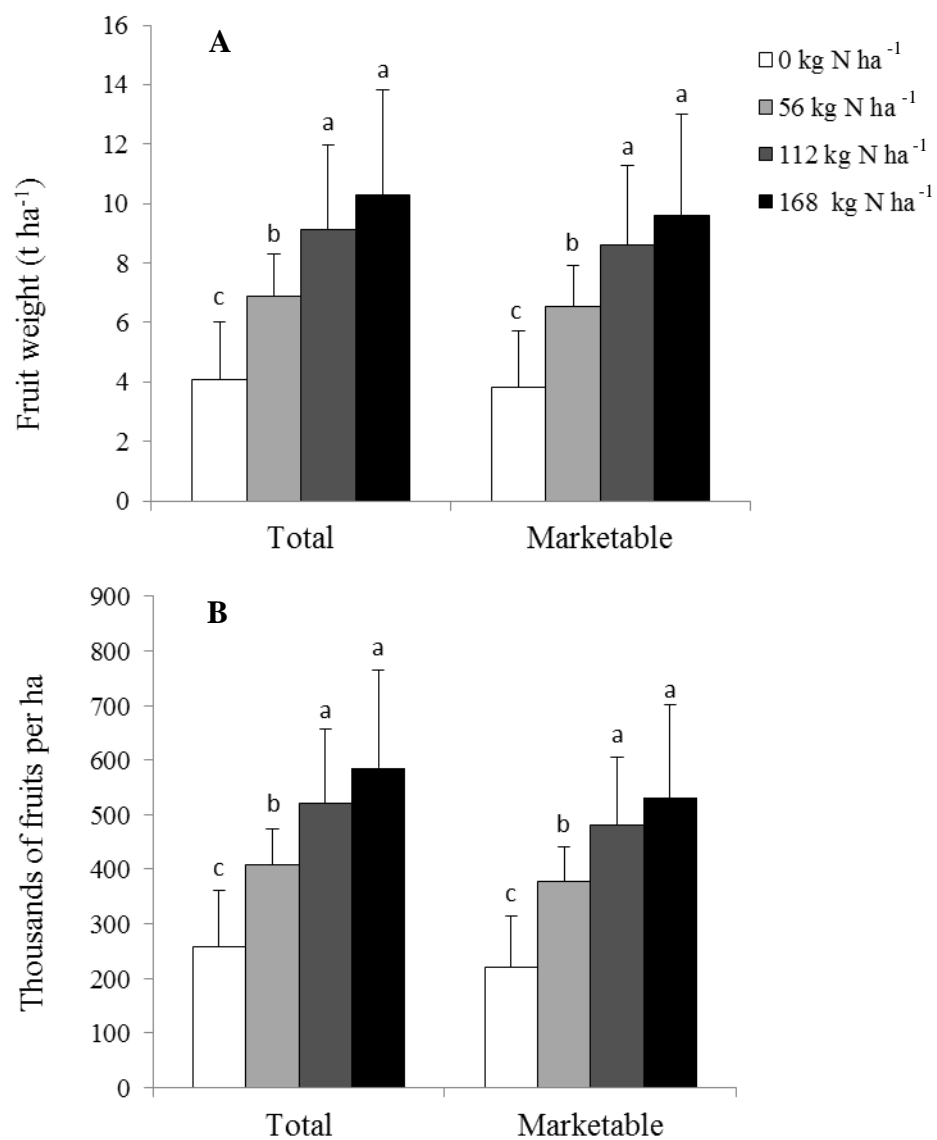 A
16
14
12
10
8
6
4
2
0
Fruit weight (t ha-1)
c
b
a
a
c
b
a
a
Total Marketable
0 kg N ha -1
56 kg N ha -1
112 kg N ha -1
168 kg N ha -1
B
900
800
700
600
500
400
300
200
100
0
Thousands of fruits per ha
c
b
a
a
c
b
a
a
Total Marketable